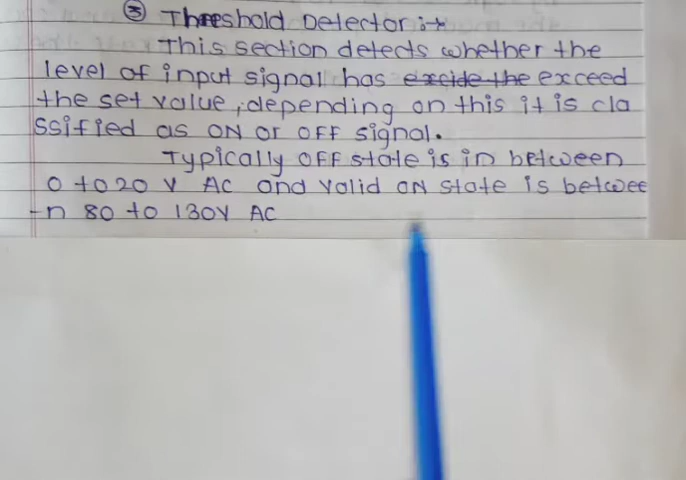 ③ Threshold Detector :-
This section detects whether the
level of input signal has excide the exceed
the set value, depending on this it is cla
ssified as ON or OFF signal.
Typically OFF state is in between
0 to 20 V AC and valid ON state is betwee
-n 80 to 130V AC